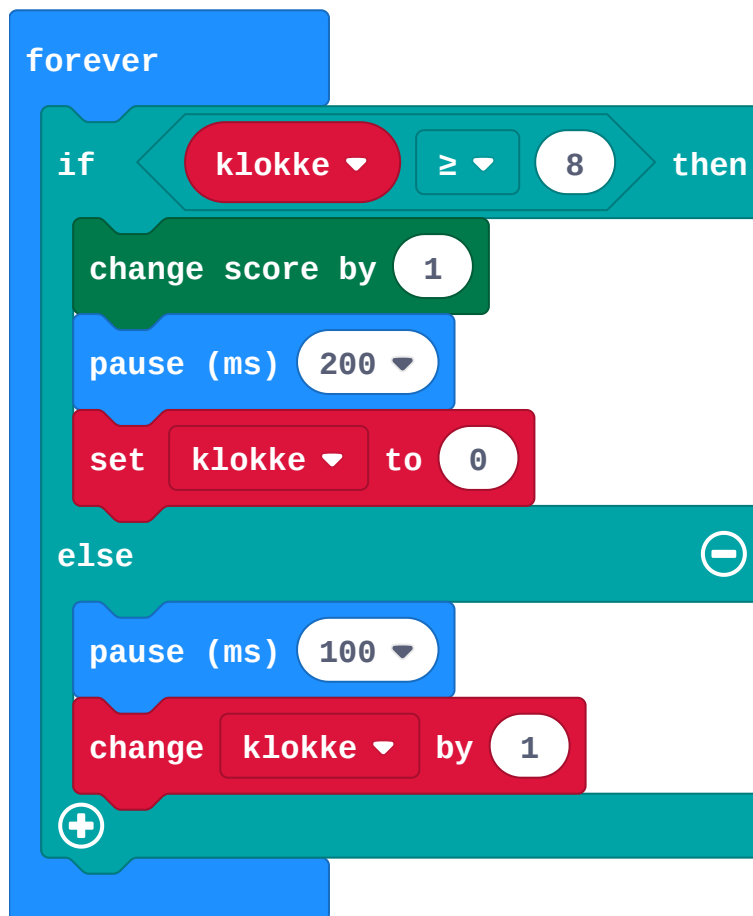 forever
if klokke ≥ 8 then
change score by 1
pause (ms) 200
set klokke to 0
else
pause (ms) 100
change klokke by 1